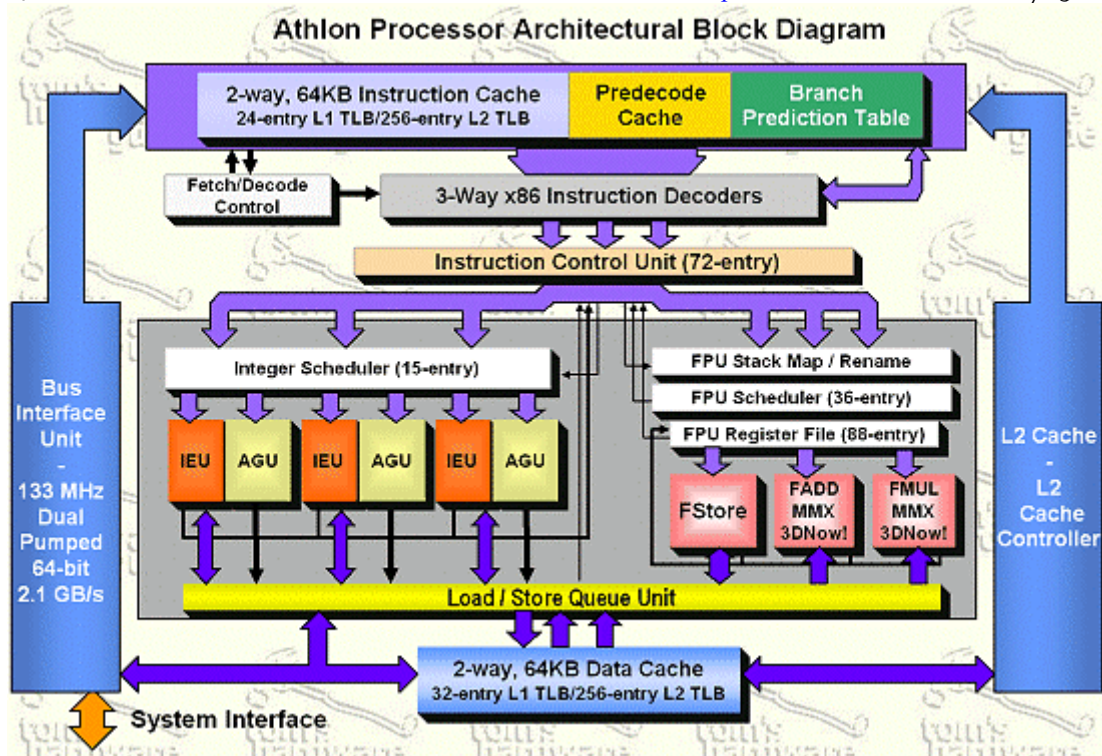 Athlon Processor Architectural Block Diagram
2-way, 64KB Instruction Cache
24-entry L1 TLB/256-entry L2 TLB
Predecode
Cache
Branch
Prediction Table
Fetch/Decode
Control
3-Way x86 Instruction Decoders
Instruction Control Unit (72-entry)
Bus
Interface
Unit
-
133 MHz
Dual
Pumped
64-bit
2.1 GB/s
Integer Scheduler (15-entry)
FPU Stack Map / Rename
FPU Scheduler (36-entry)
FPU Register File (88-entry)
IEU
AGU
IEU
AGU
IEU
AGU
FStore
FADD
MMX
3DNow!
FMUL
MMX
3DNow!
L2 Cache
-
L2
Cache
Controller
Load / Store Queue Unit
2-way, 64KB Data Cache
32-entry L1 TLB/256-entry L2 TLB
System Interface
tom's
hardware